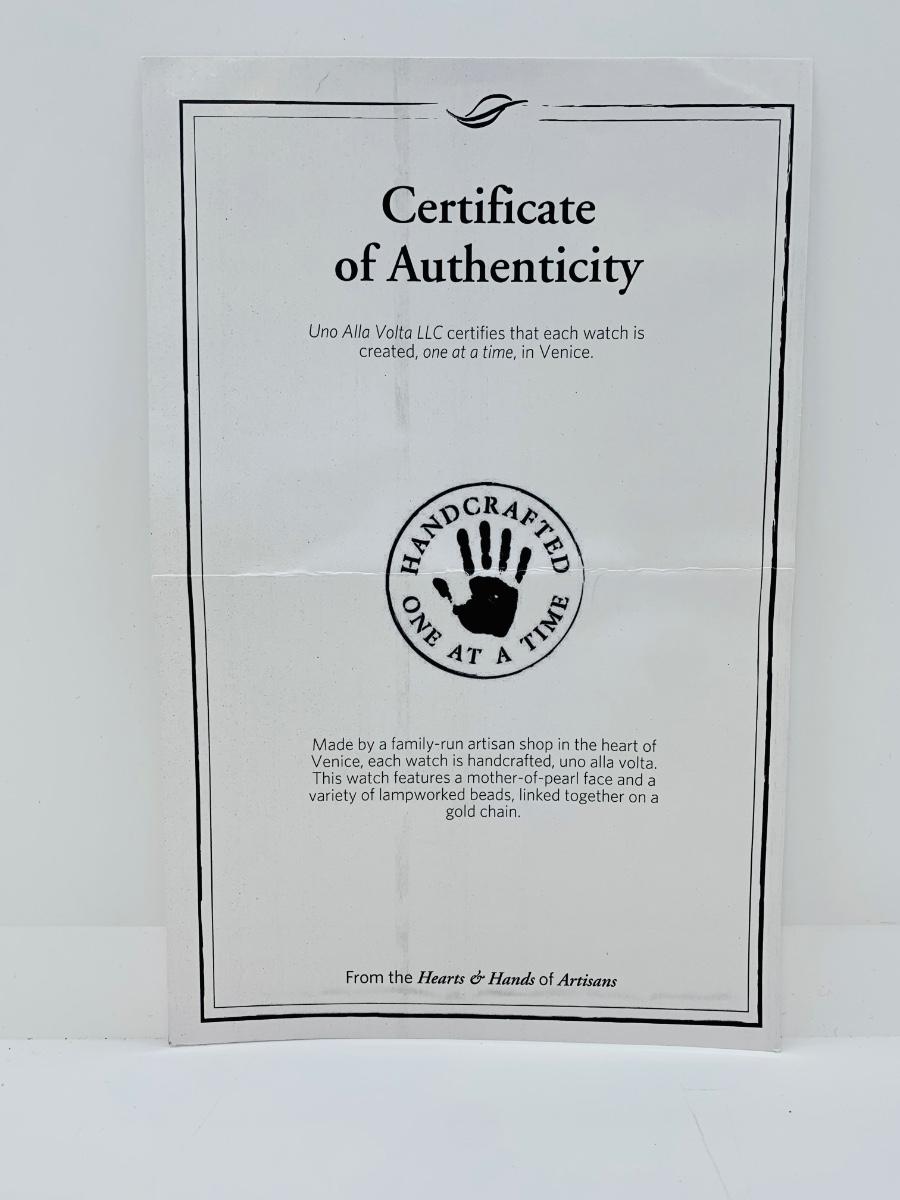 Certificate
of Authenticity
Uno Alla Volta LLC certifies that each watch is
created, one at a time, in Venice.
HANDCRAFTED
ONE AT A TIME
Made by a family-run artisan shop in the heart of
Venice, each watch is handcrafted, uno alla volta.
This watch features a mother-of-pearl face and a
variety of lampworked beads, linked together on a
gold chain.
From the Hearts & Hands of Artisans